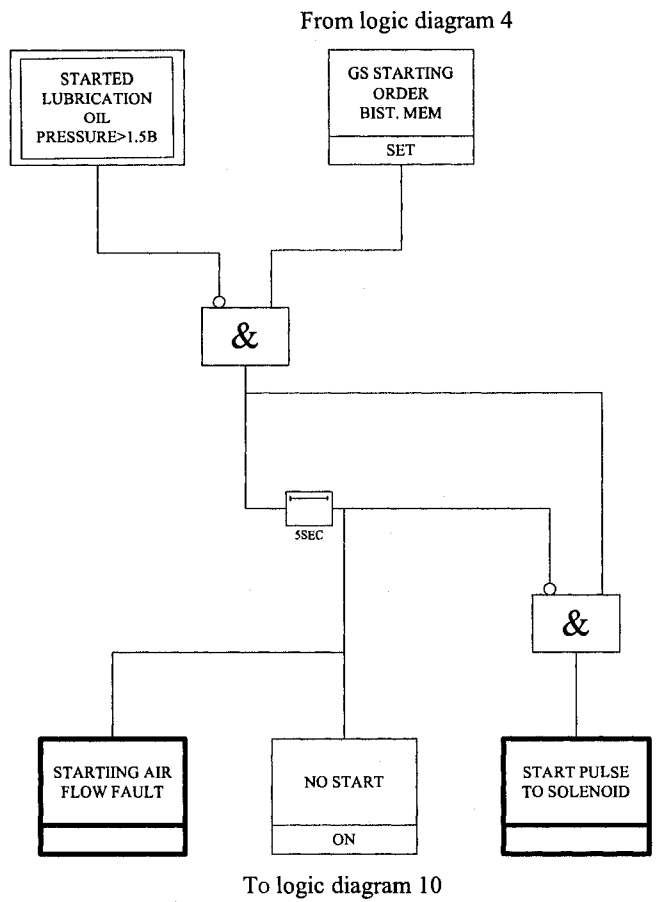 From logic diagram 4
STARTED
LUBRICATION
OIL
PRESSURE>1.5B
GS STARTING
ORDER
BIST. MEM
SET
&
5SEC
&
STARTIING AIR
FLOW FAULT
NO START
ON
START PULSE
TO SOLENOID
To logic diagram 10